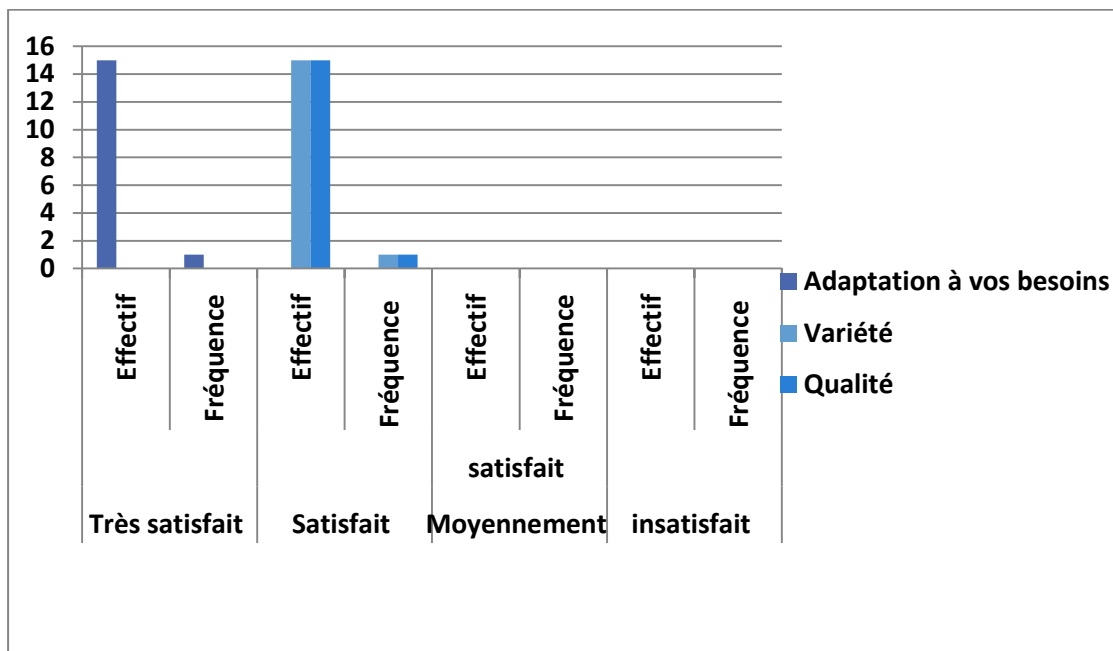 16
14
12
10
8
6
4
2
0
Effectif
Fréquence
Effectif
Fréquence
Effectif
Fréquence
Effectif
Fréquence
satisfait
Très satisfait
Satisfait
Moyennement
insatisfait
Adaptation à vos besoins
Variété
Qualité